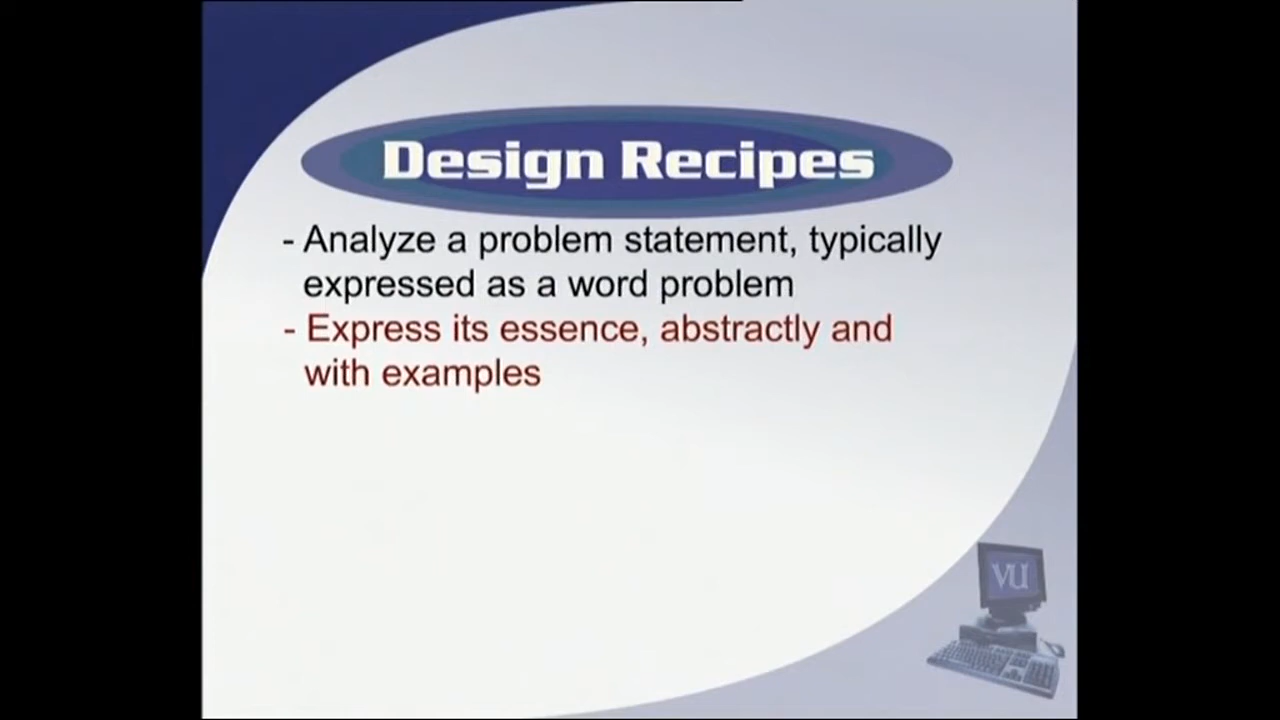 Design Recipes
- Analyze a problem statement, typically
expressed as a word problem
- Express its essence, abstractly and
with examples
VU